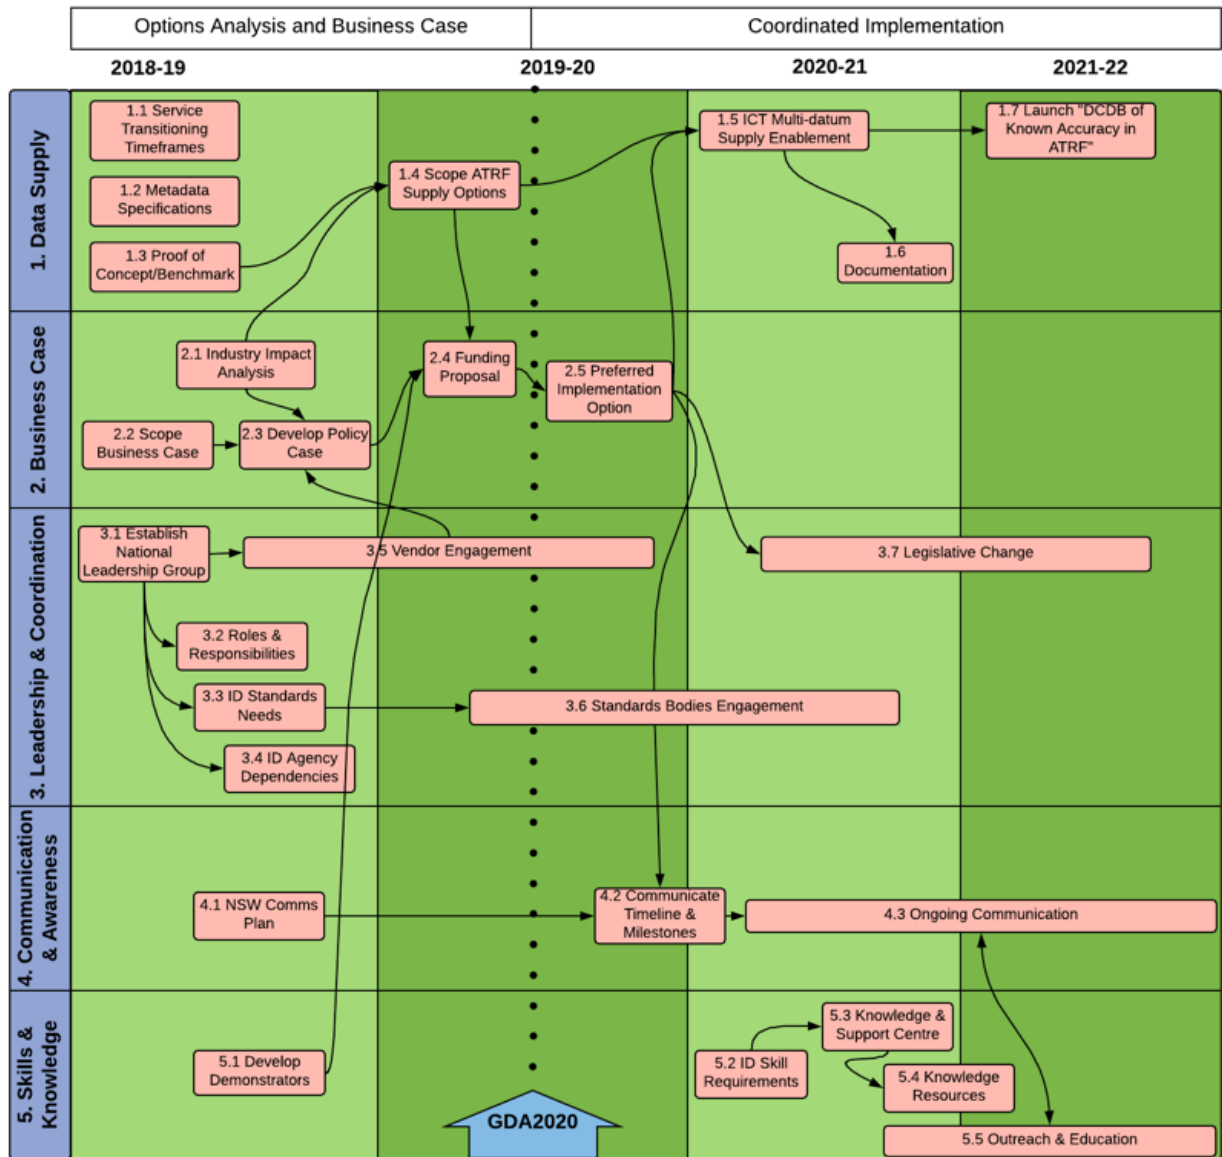 Options Analysis and Business Case
Coordinated Implementation
2018-19
2019-20
2020-21
2021-22
1. Data Supply
1.1 Service
Transitioning
Timeframes
1.2 Metadata
Specifications
1.3 Proof of
Concept/Benchmark
1.4 Scope ATRF
Supply Options
1.5 ICT Multi-datum
Supply Enablement
1.6
Documentation
1.7 Launch "DCDB of
Known Accuracy in
ATRF"
2. Business Case
2.1 Industry Impact
Analysis
2.2 Scope
Business Case
2.3 Develop Policy
Case
2.4 Funding
Proposal
2.5 Preferred
Implementation
Option
3. Leadership & Coordination
3.1 Establish
National
Leadership Group
3.5 Vendor Engagement
3.7 Legislative Change
3.2 Roles &
Responsibilities
3.3 ID Standards
Needs
3.6 Standards Bodies Engagement
3.4 ID Agency
Dependencies
4. Communication
& Awareness
4.1 NSW Comms
Plan
4.2 Communicate
Timeline &
Milestones
4.3 Ongoing Communication
5. Skills &
Knowledge
5.1 Develop
Demonstrators
5.2 ID Skill
Requirements
5.3 Knowledge &
Support Centre
5.4 Knowledge
Resources
5.5 Outreach & Education
GDA2020